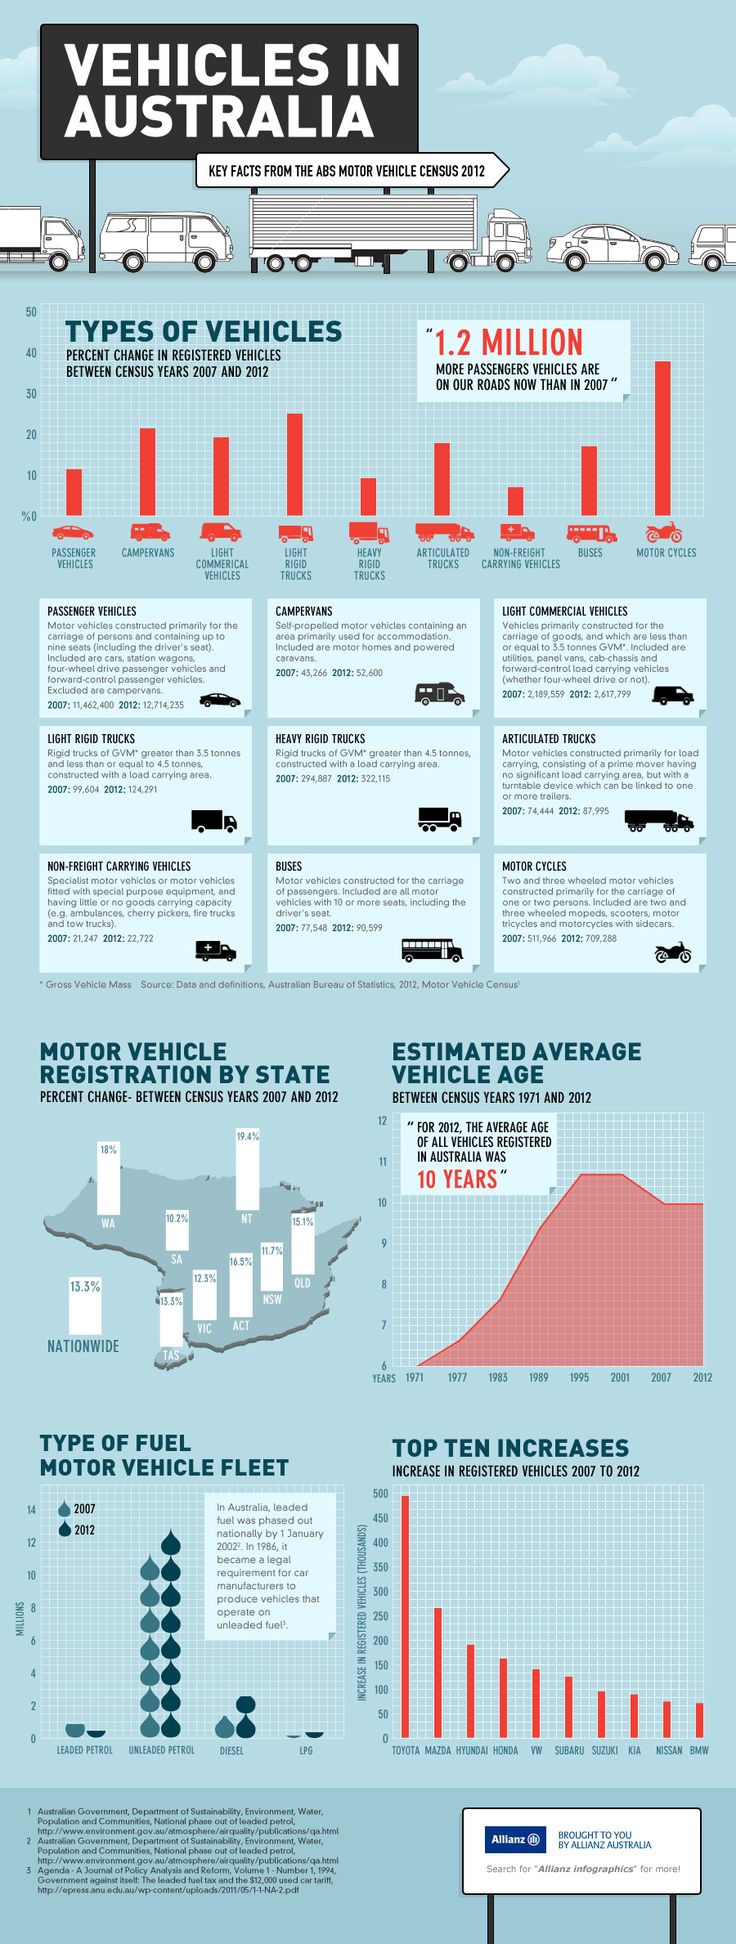 VEHICLES IN
AUSTRALIA
KEY FACTS FROM THE ABS MOTOR VEHICLE CENSUS 2012
TYPES OF VEHICLES
PERCENT CHANGE IN REGISTERED VEHICLES
BETWEEN CENSUS YEARS 2007 AND 2012
“1.2 MILLION
MORE PASSENGERS VEHICLES ARE
ON OUR ROADS NOW THAN IN 2007”
50
40
30
20
10
%0
PASSENGER
VEHICLES
CAMPERVANS
LIGHT
COMMERICAL
VEHICLES
LIGHT
RIGID
TRUCKS
HEAVY
RIGID
TRUCKS
ARTICULATED
TRUCKS
NON-FREIGHT
CARRYING VEHICLES
BUSES
MOTOR CYCLES
PASSENGER VEHICLES
Motor vehicles constructed primarily for the
carriage of persons and containing up to
nine seats (including the driver's seat).
Included are cars, station wagons,
four-wheel drive passenger vehicles and
forward-control passenger vehicles.
Excluded are campervans.
2007: 11,462,400 2012: 12,714,235
CAMPERVANS
Self-propelled motor vehicles containing an
area primarily used for accommodation.
Included are motor homes and powered
caravans.
2007: 43,266 2012: 52,600
LIGHT COMMERCIAL VEHICLES
Vehicles primarily constructed for the
carriage of goods, and which are less than
or equal to 3.5 tonnes GVM*. Included are
utilities, panel vans, cab-chassis and
forward-control load carrying vehicles
(whether four-wheel drive or not).
2007: 2,189,559 2012: 2,617,799
LIGHT RIGID TRUCKS
Rigid trucks of GVM* greater than 3.5 tonnes
and less than or equal to 4.5 tonnes,
constructed with a load carrying area.
2007: 99,604 2012: 124,291
HEAVY RIGID TRUCKS
Rigid trucks of GVM* greater than 4.5 tonnes,
constructed with a load carrying area.
2007: 294,887 2012: 322,115
ARTICULATED TRUCKS
Motor vehicles constructed primarily for load
carrying, consisting of a prime mover having
no significant load carrying area, but with a
turntable device which can be linked to one
or more trailers.
2007: 74,444 2012: 87,995
NON-FREIGHT CARRYING VEHICLES
Specialist motor vehicles or motor vehicles
fitted with special purpose equipment, and
having little or no goods carrying capacity
(e.g. ambulances, cherry pickers, fire trucks
and tow trucks).
2007: 21,247 2012: 22,722
BUSES
Motor vehicles constructed for the carriage
of passengers. Included are all motor
vehicles with 10 or more seats, including the
driver's seat.
2007: 77,548 2012: 90,599
MOTOR CYCLES
Two and three wheeled motor vehicles
constructed primarily for the carriage of
one or two persons. Included are two and
three wheeled mopeds, scooters, motor
tricycles and motorcycles with sidecars.
2007: 511,966 2012: 709,288
* Gross Vehicle Mass Source: Data and definitions, Australian Bureau of Statistics, 2012, Motor Vehicle Census¹
MOTOR VEHICLE
REGISTRATION BY STATE
PERCENT CHANGE- BETWEEN CENSUS YEARS 2007 AND 2012
18%
WA
19.4%
NT
10.2%
SA
15.1%
QLD
11.7%
NSW
16.5%
ACT
12.3%
VIC
13.3%
TAS
13.3%
NATIONWIDE
ESTIMATED AVERAGE
VEHICLE AGE
BETWEEN CENSUS YEARS 1971 AND 2012
“FOR 2012, THE AVERAGE AGE
OF ALL VEHICLES REGISTERED
IN AUSTRALIA WAS
10 YEARS“
12
11
10
9
8
7
6
YEARS 1971 1977 1983 1989 1995 2001 2007 2012
TYPE OF FUEL
MOTOR VEHICLE FLEET
2007
2012
In Australia, leaded
fuel was phased out
nationally by 1 January
2002². In 1986, it
became a legal
requirement for car
manufacturers to
produce vehicles that
operate on
unleaded fuel³.
MILLIONS
14
12
10
8
6
4
2
0
LEADED PETROL UNLEADED PETROL DIESEL LPG
TOP TEN INCREASES
INCREASE IN REGISTERED VEHICLES 2007 TO 2012
INCREASE IN REGISTERED VEHICLES (THOUSANDS)
500
450
400
350
300
250
200
150
100
50
0
TOYOTA MAZDA HYUNDAI HONDA VW SUBARU SUZUKI KIA NISSAN BMW
1 Australian Government, Department of Sustainability, Environment, Water,
Population and Communities, National phase out of leaded petrol,
http://www.environment.gov.au/atmosphere/airquality/publications/qa.html
2 Australian Government, Department of Sustainability, Environment, Water,
Population and Communities, National phase out of leaded petrol,
http://www.environment.gov.au/atmosphere/airquality/publications/qa.html
3 Agenda - A Journal of Policy Analysis and Reform, Volume 1 - Number 1, 1994,
Government against itself: The leaded fuel tax and the $12,000 used car tariff,
http://epress.anu.edu.au/wp-content/uploads/2011/05/1-1-NA-2.pdf
Allianz
BROUGHT TO YOU
BY ALLIANZ AUSTRALIA
Search for "Allianz infographics" for more!